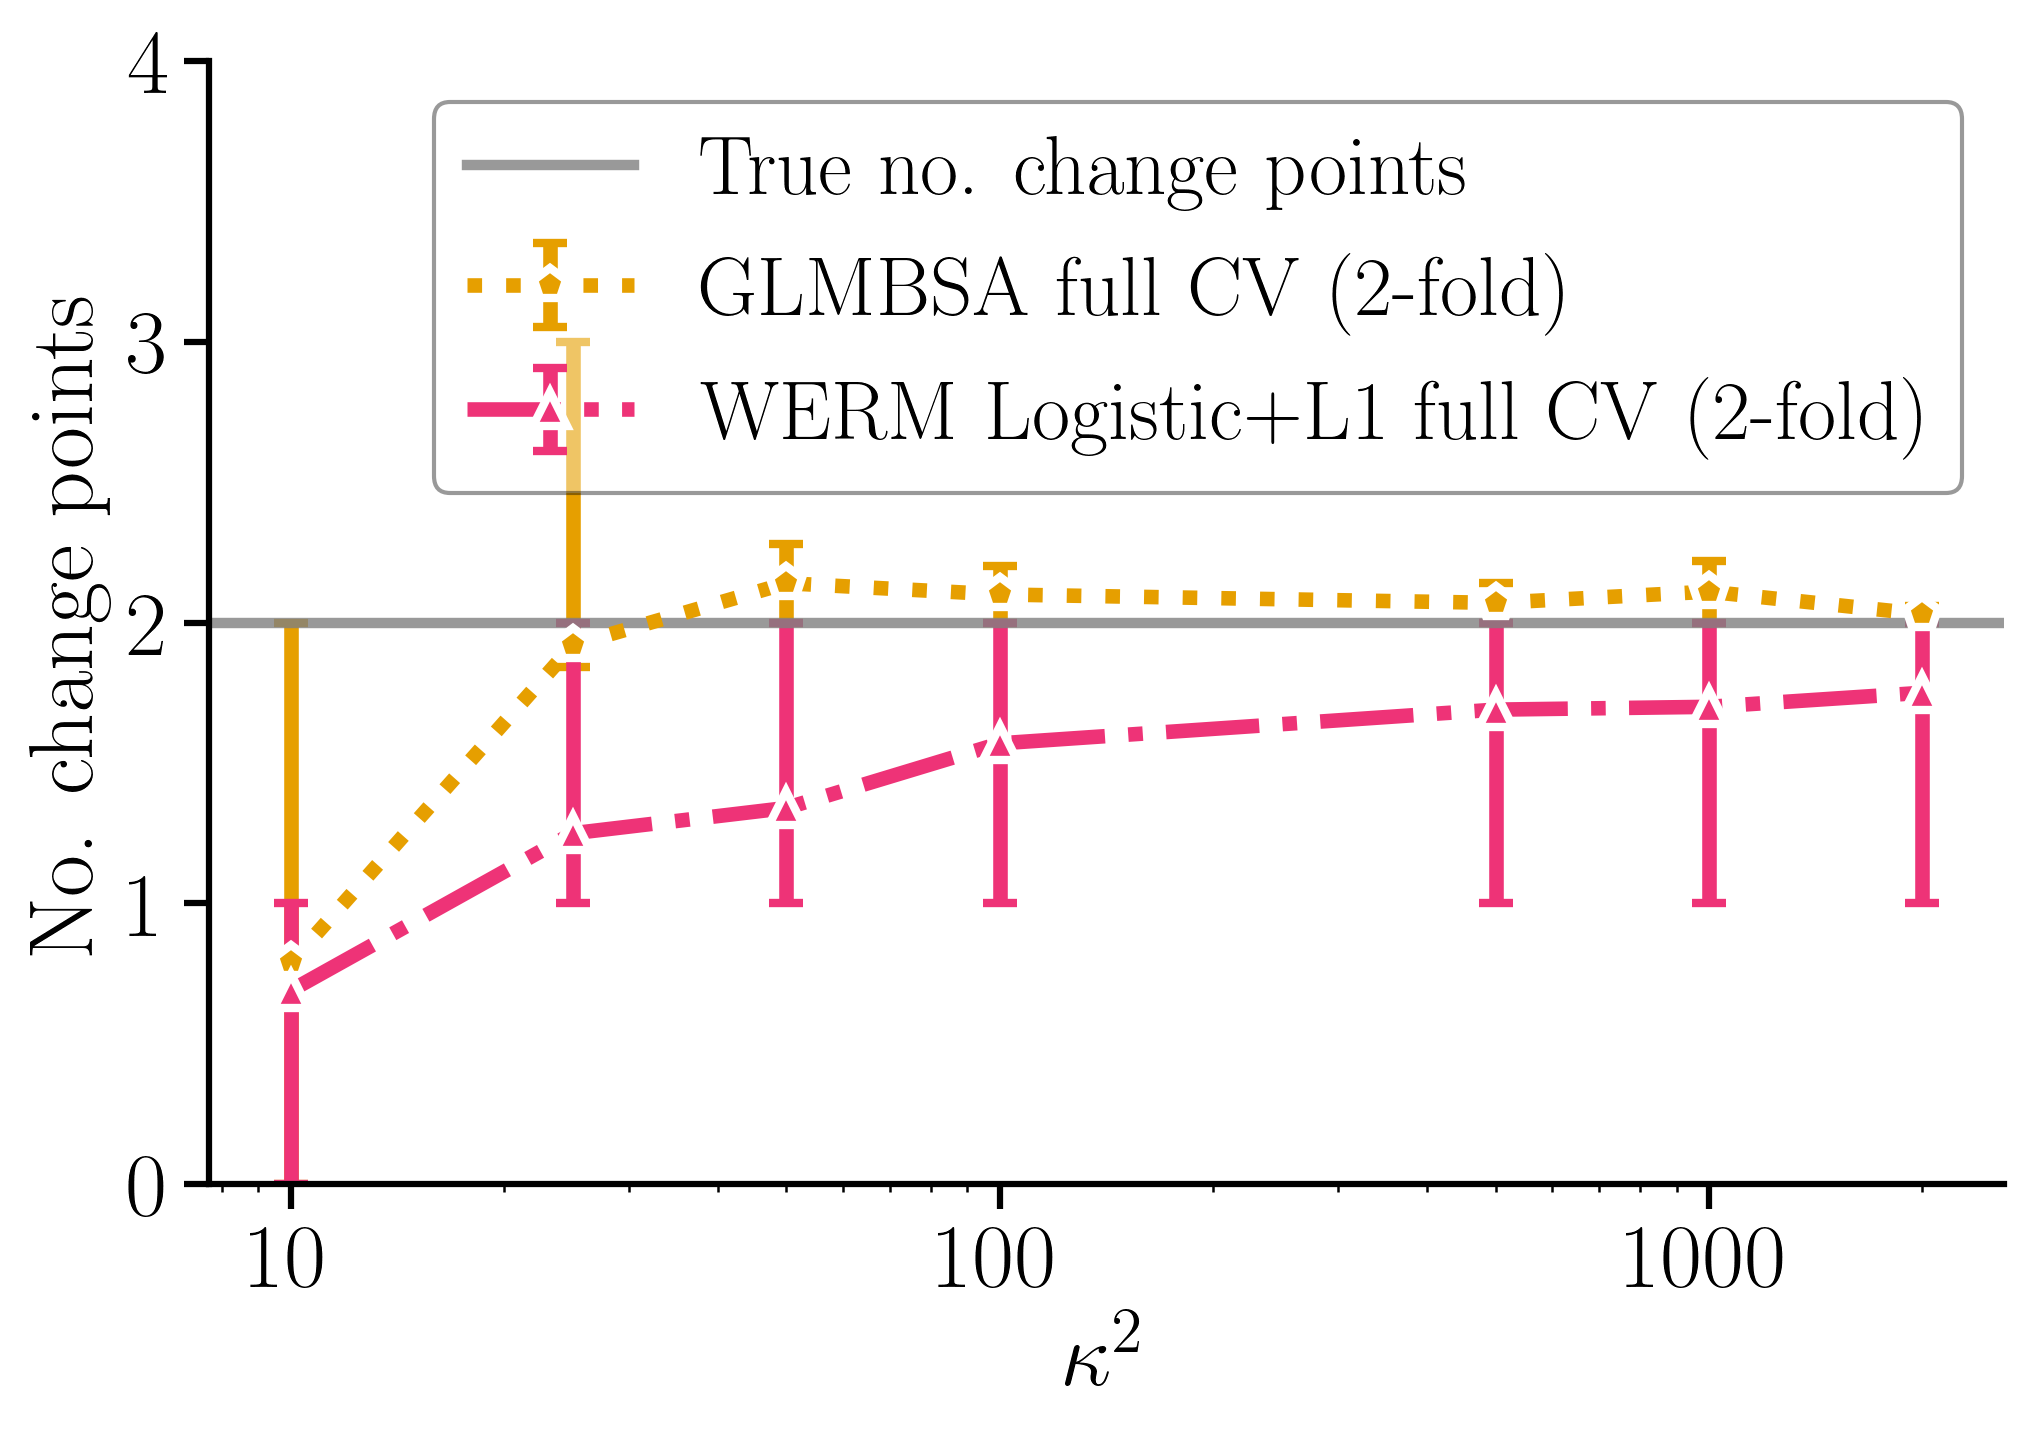 4
3
2
1
0
No. change points
True no. change points
GLMBSA full CV (2-fold)
WERM Logistic+L1 full CV (2-fold)
10 100 1000
κ²